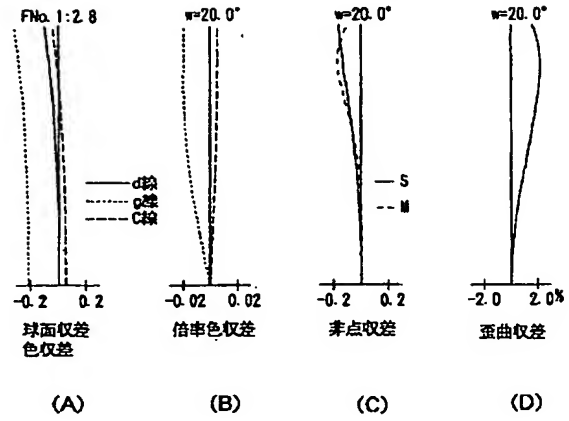 FNo. 1:2.8
w=20.0°
w=20.0°
w=20.0°
d線
g線
C線
S
M
-0.2 0.2
-0.02 0.02
-0.2 0.2
-2.0 2.0%
球面収差
色収差
倍率色収差
非点収差
歪曲収差
(A)
(B)
(C)
(D)